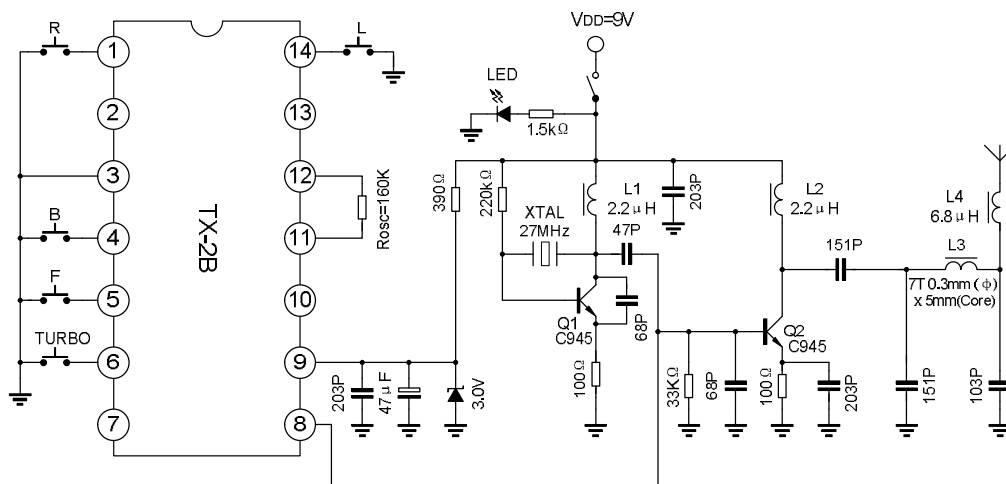 VDD=9V
R
1
14
L
LED
1.5kΩ
2
13
3
12
4
11
B
Rosc=160K
TX-2B
390Ω
220kΩ
XTAL
27MHz
L1
2.2μH
47P
203P
L2
2.2μH
L4
6.8μH
151P
L3
7T 0.3mm(ф)
x 5mm(Core)
F
5
10
Q1
C945
68P
Q2
C945
TURBO
6
9
203P
47μF
3.0V
100Ω
33KΩ
68P
100Ω
203P
151P
103P
7
8